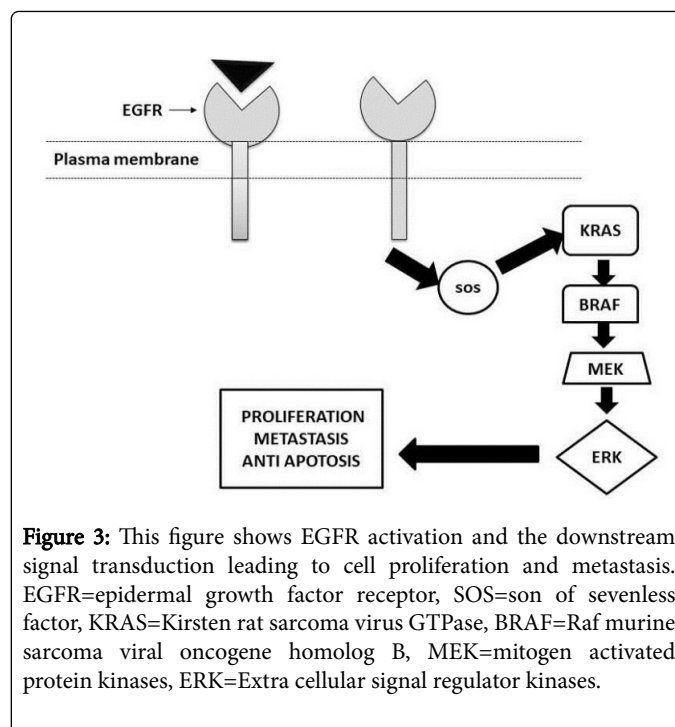 EGFR
Plasma membrane
KRAS
sos
BRAF
MEK
PROLIFERATION
METASTASIS
ANTI APOTOSIS
ERK
Figure 3: This figure shows EGFR activation and the downstream
signal transduction leading to cell proliferation and metastasis.
EGFR=epidermal growth factor receptor, SOS=son of sevenless
factor, KRAS=Kirsten rat sarcoma virus GTPase, BRAF=Raf murine
sarcoma viral oncogene homolog B, MEK=mitogen activated
protein kinases, ERK=Extra cellular signal regulator kinases.